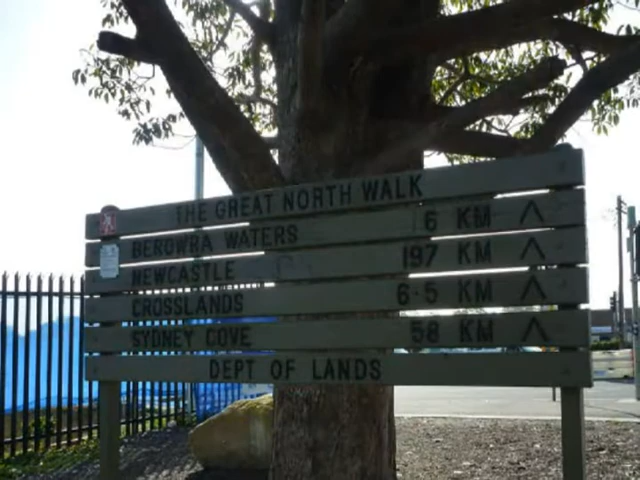 THE GREAT NORTH WALK
BEROWRA WATERS 6 KM
NEWCASTLE 197 KM
CROSSLANDS 6·5 KM
SYDNEY COVE 58 KM
DEPT OF LANDS